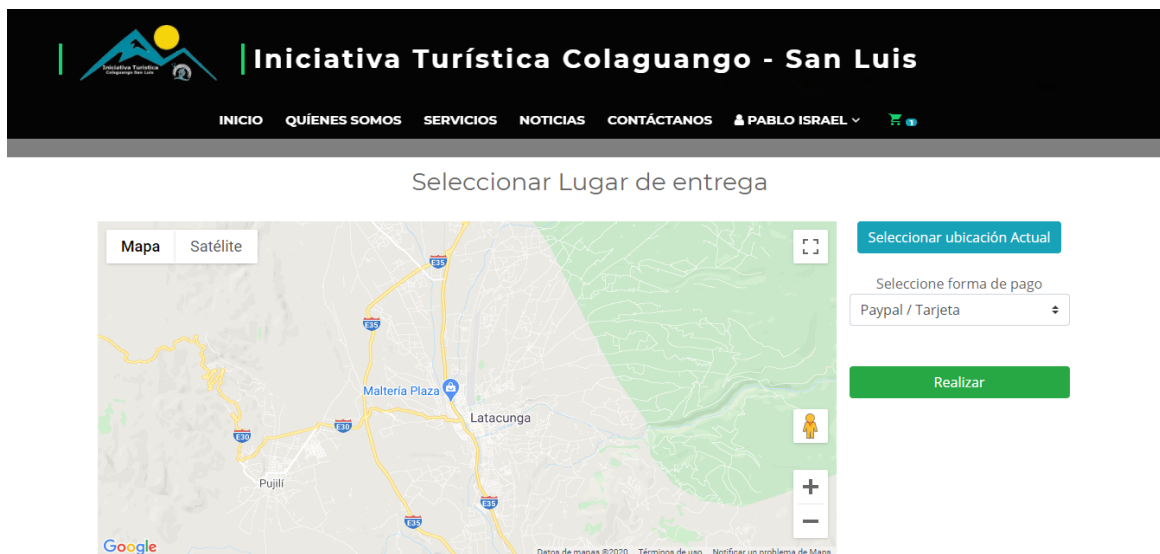 Iniciativa Turística
Colaguango San Luis
Iniciativa Turística Colaguango - San Luis
INICIO QUÍENES SOMOS SERVICIOS NOTICIAS CONTÁCTANOS PABLO ISRAEL 1
Seleccionar Lugar de entrega
Mapa Satélite
E35
E35
Maltería Plaza
Latacunga
E30
E30
Pujilí
E35
E35
Google
Datos de mapas ©2020 Términos de uso Notificar un problema de Maps
Seleccionar ubicación Actual
Seleccione forma de pago
Paypal / Tarjeta
Realizar